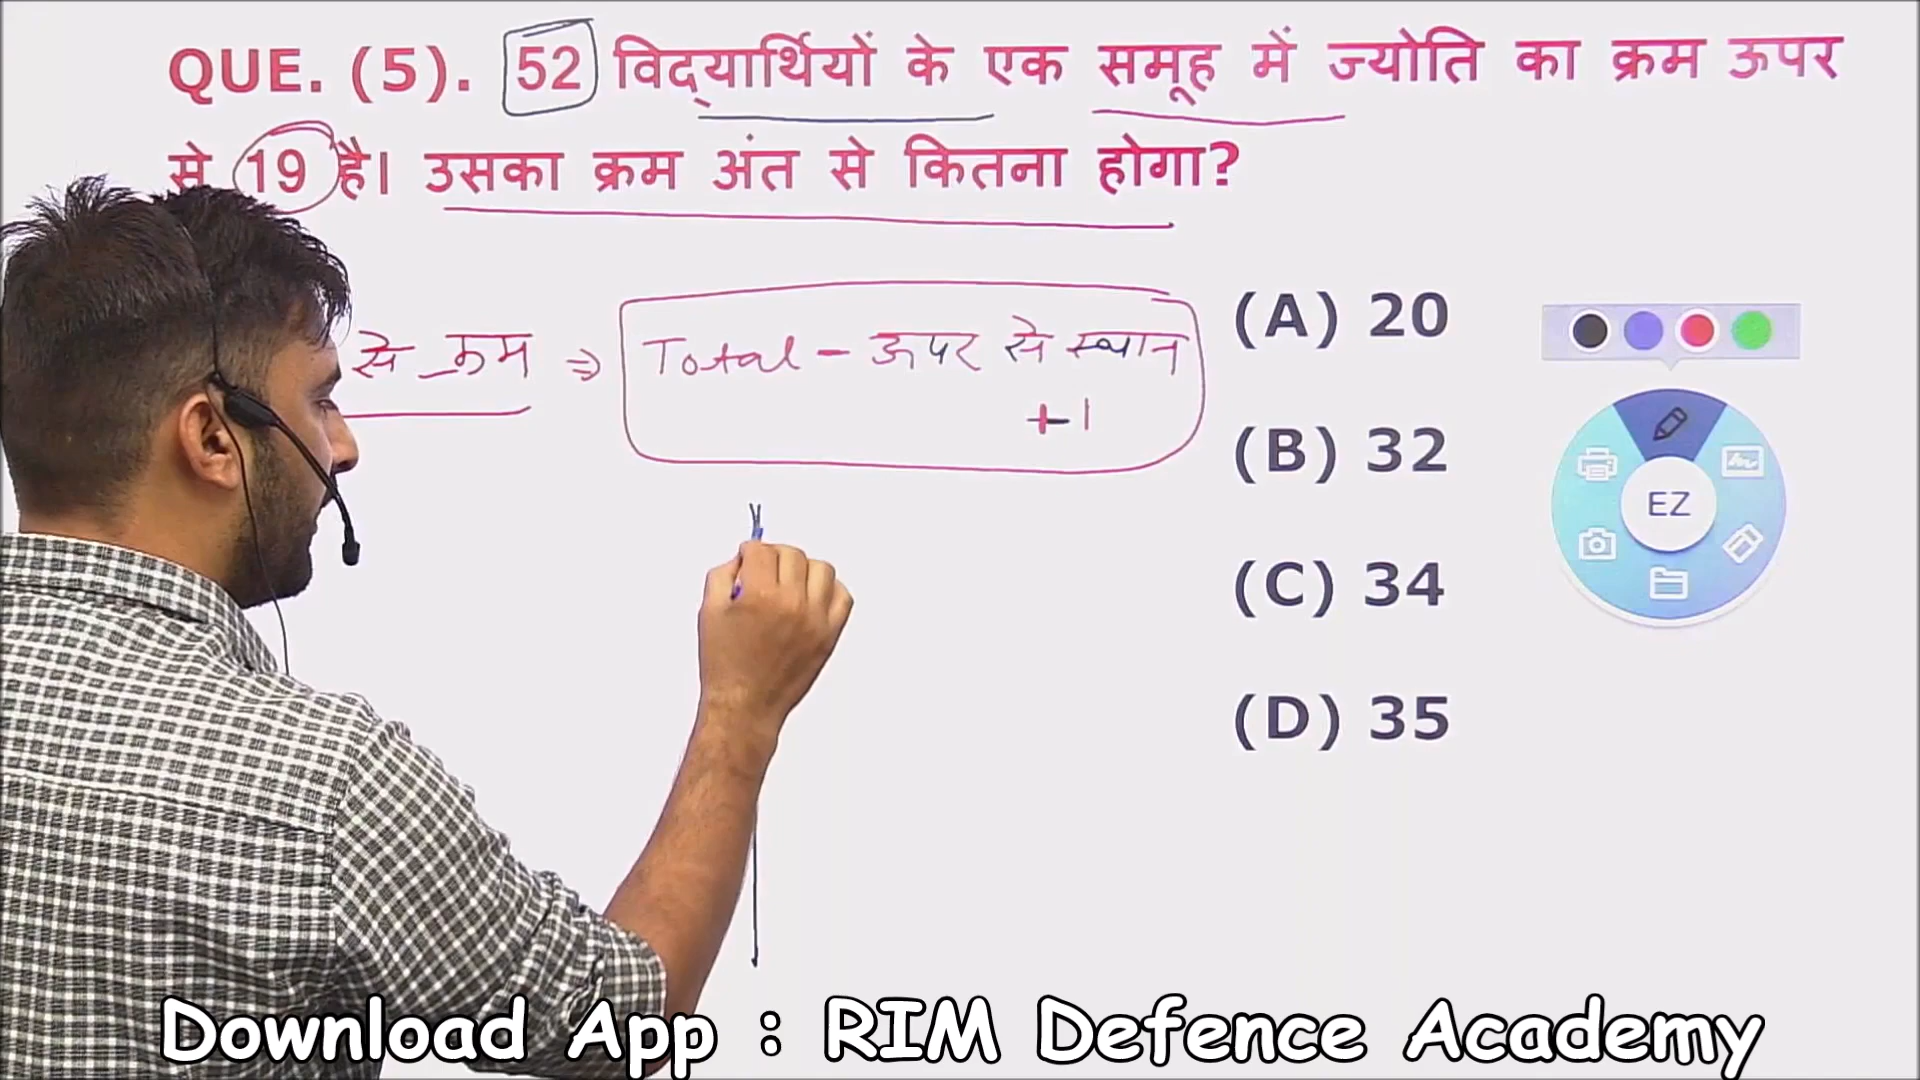 QUE. (5). 52 विद्यार्थियों के एक समूह में ज्योति का क्रम ऊपर
से 19 है। उसका क्रम अंत से कितना होगा?
से क्रम ⇒ Total - ऊपर से स्थान
+1
(A) 20
(B) 32
(C) 34
(D) 35
EZ
Download App : RIM Defence Academy